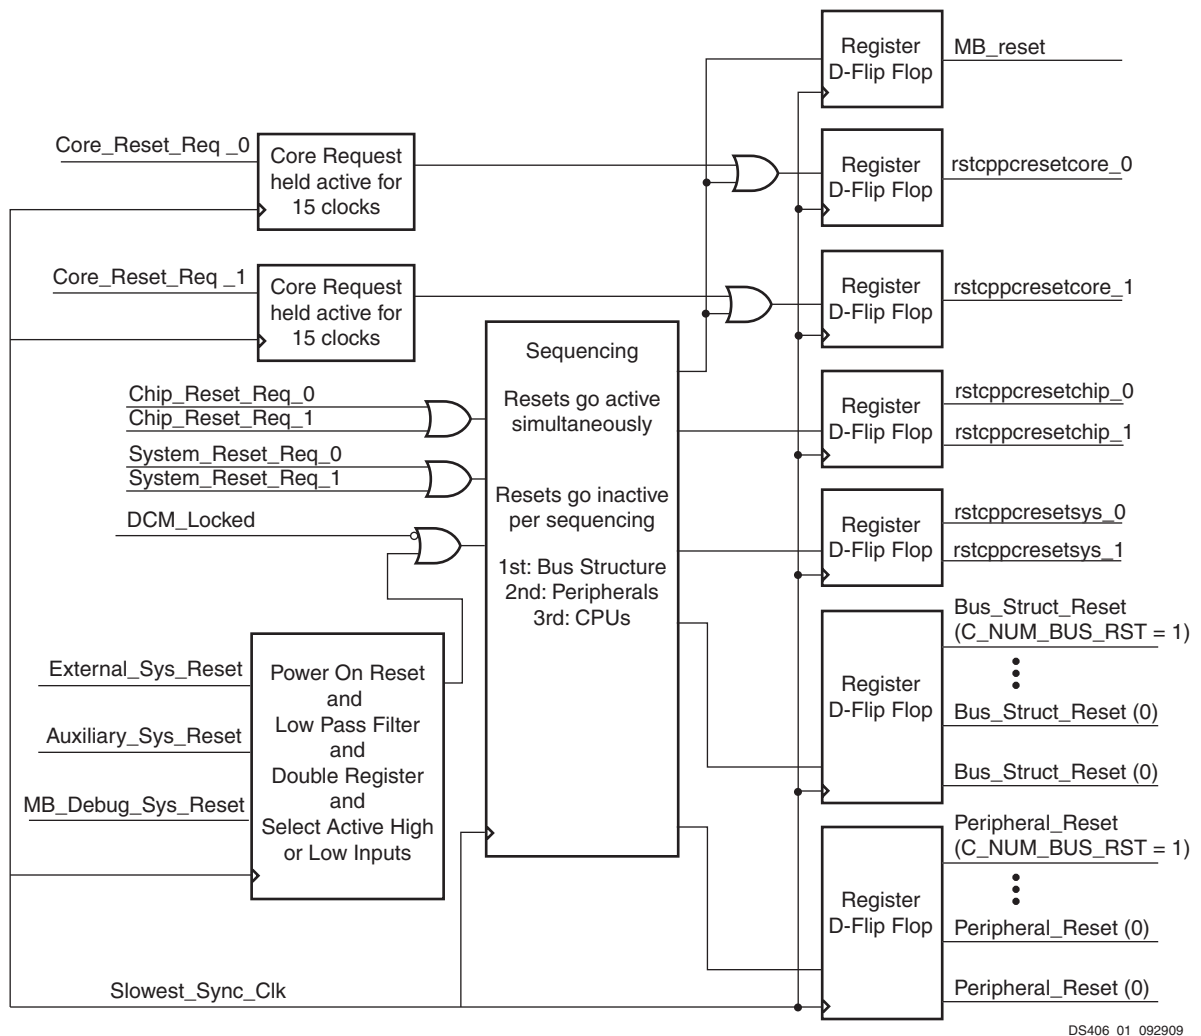 Register
D-Flip Flop
MB_reset
Core_Reset_Req _0
Core Request
held active for
15 clocks
Register
D-Flip Flop
rstcppcresetcore_0
Core_Reset_Req _1
Core Request
held active for
15 clocks
Register
D-Flip Flop
rstcppcresetcore_1
Sequencing
Resets go active
simultaneously
Resets go inactive
per sequencing
1st: Bus Structure
2nd: Peripherals
3rd: CPUs
Chip_Reset_Req_0
Chip_Reset_Req_1
System_Reset_Req_0
System_Reset_Req_1
DCM_Locked
Register
D-Flip Flop
rstcppcresetchip_0
rstcppcresetchip_1
Register
D-Flip Flop
rstcppcresetsys_0
rstcppcresetsys_1
External_Sys_Reset
Auxiliary_Sys_Reset
MB_Debug_Sys_Reset
Power On Reset
and
Low Pass Filter
and
Double Register
and
Select Active High
or Low Inputs
Register
D-Flip Flop
Bus_Struct_Reset
(C_NUM_BUS_RST = 1)
Bus_Struct_Reset (0)
Bus_Struct_Reset (0)
Register
D-Flip Flop
Peripheral_Reset
(C_NUM_BUS_RST = 1)
Peripheral_Reset (0)
Peripheral_Reset (0)
Slowest_Sync_Clk
DS406_01_092909